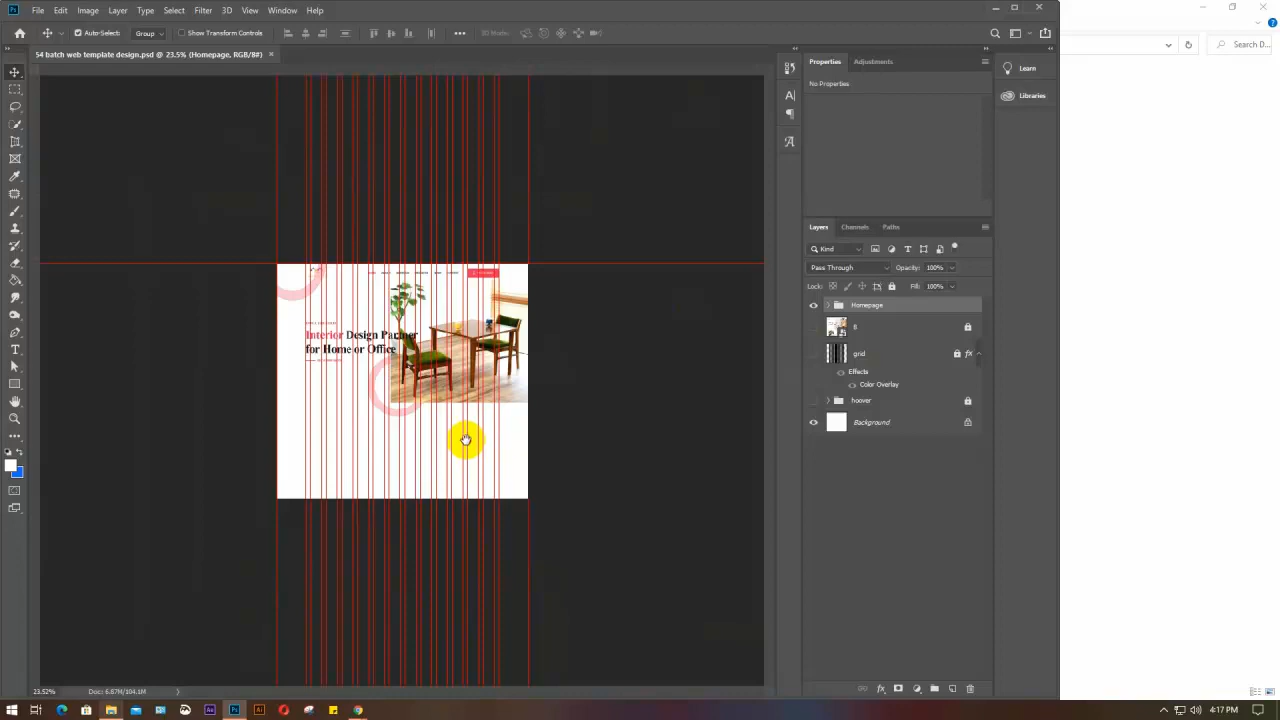 Ps File Edit Image Layer Type Select Filter 3D View Window Help
Auto-Select: Group Show Transform Controls 3D Mode: Search D...
54 batch web template design.psd @ 23.5% (Homepage, RGB/8#) ×
Properties Adjustments
Learn
No Properties
Libraries
Layers Channels Paths
Kind
Pass Through Opacity: 100%
Lock: Fill: 100%
Homepage
8
grid
Effects
Color Overlay
hoover
Background
Interior Design Partner
for Home or Office
23.52% Doc: 6.87M/104.1M
4:17 PM